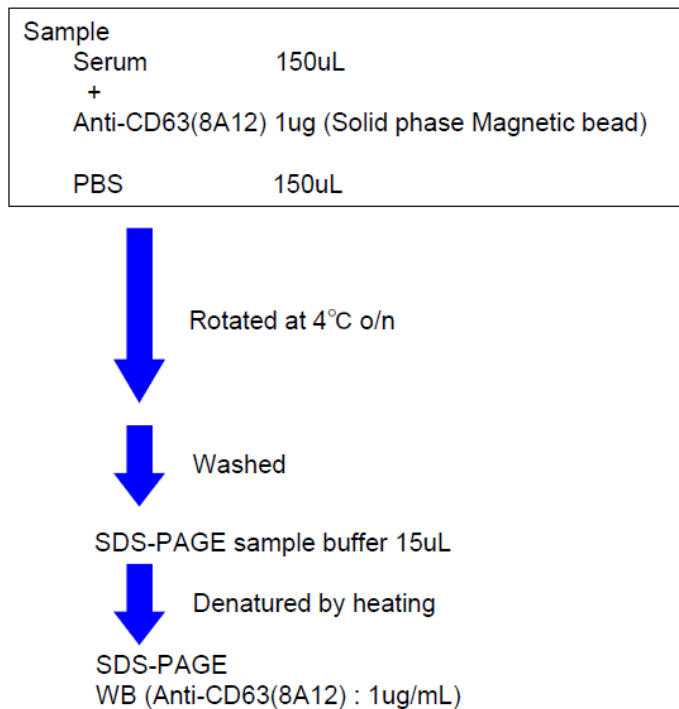 Sample
Serum 150uL
+
Anti-CD63(8A12) 1ug (Solid phase Magnetic bead)
PBS 150uL
Rotated at 4℃ o/n
Washed
SDS-PAGE sample buffer 15uL
Denatured by heating
SDS-PAGE
WB (Anti-CD63(8A12) : 1ug/mL)